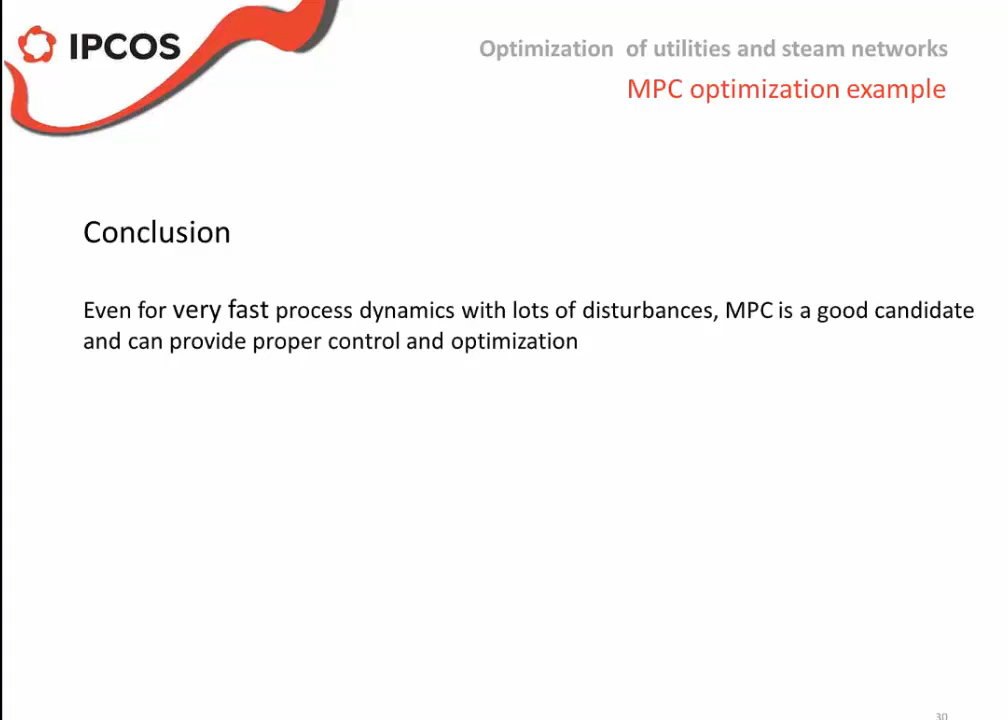 IPCOS
Optimization of utilities and steam networks
MPC optimization example
Conclusion
Even for very fast process dynamics with lots of disturbances, MPC is a good candidate
and can provide proper control and optimization
30